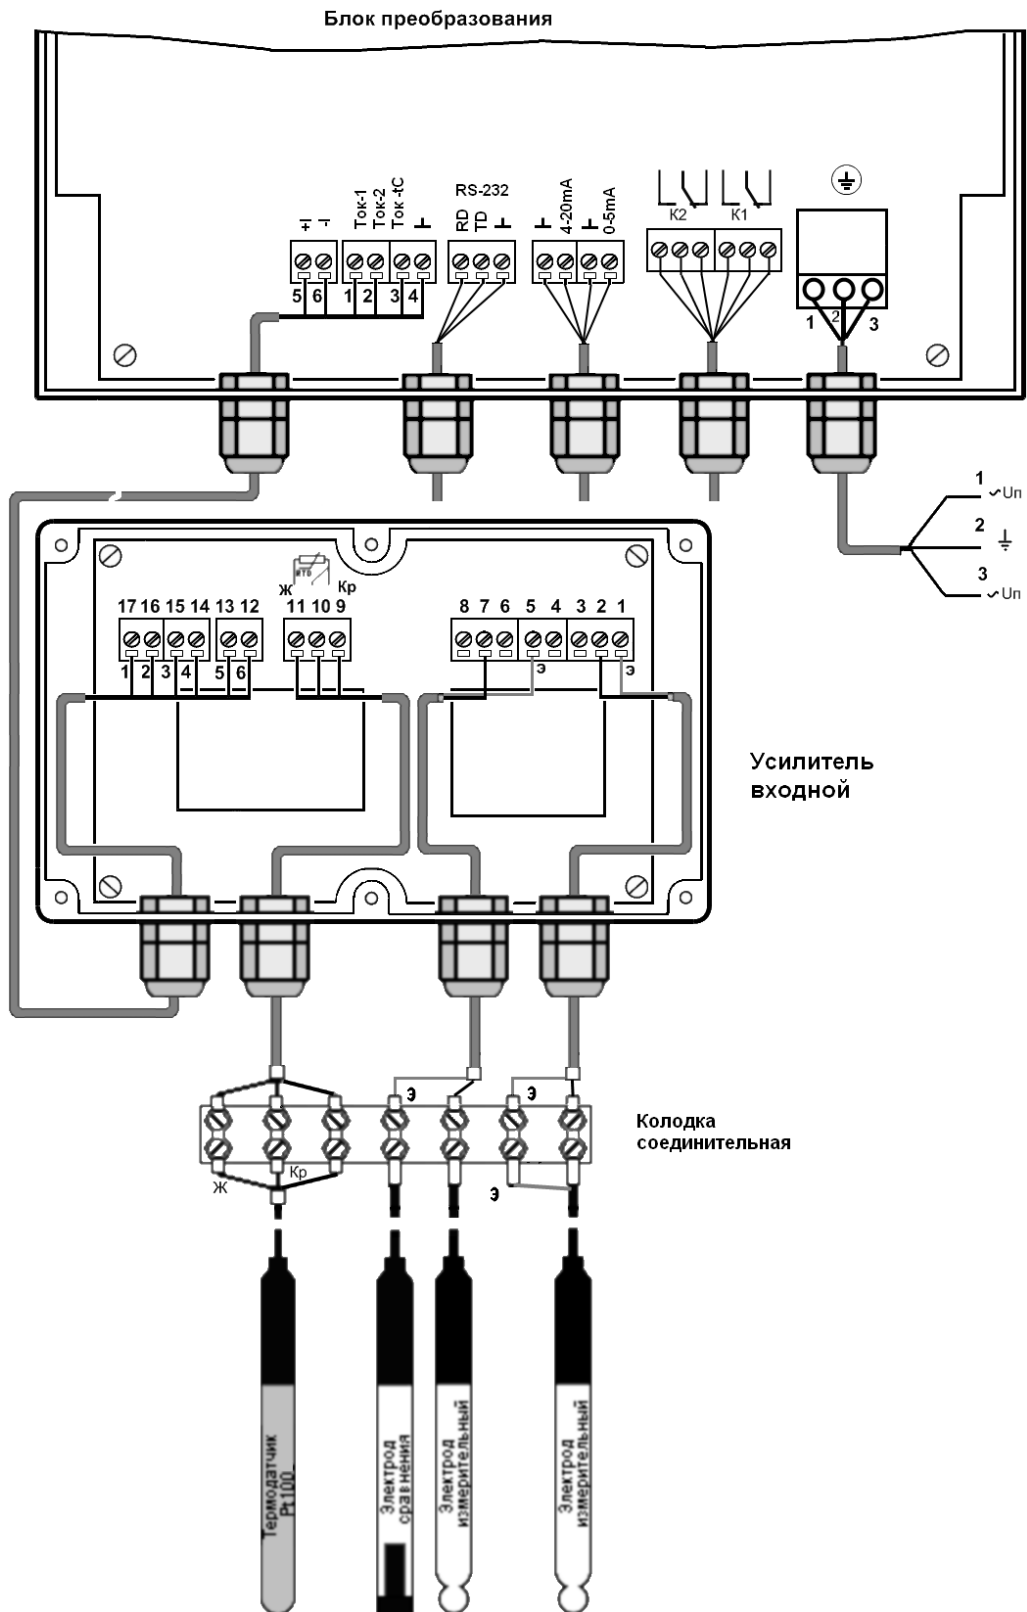 Блок преобразования
+I
-I
Ток-1
Ток-2
Ток -tC
RS-232
RD
TD
4-20mA
0-5mA
K2
K1
5 6 1 2 3 4
1 2 3
1
~Uп
2
3
~Uп
RTD
Ж
Кр
17 16 15 14 13 12
11 10 9
8 7 6 5 4 3 2 1
1 2 3 4 5 6
Э
Э
Усилитель
входной
Э
Э
Колодка
соединительная
Ж
Кр
Э
Термодатчик
Pt100
Электрод
сравнения
Электрод
измерительный
Электрод
измерительный